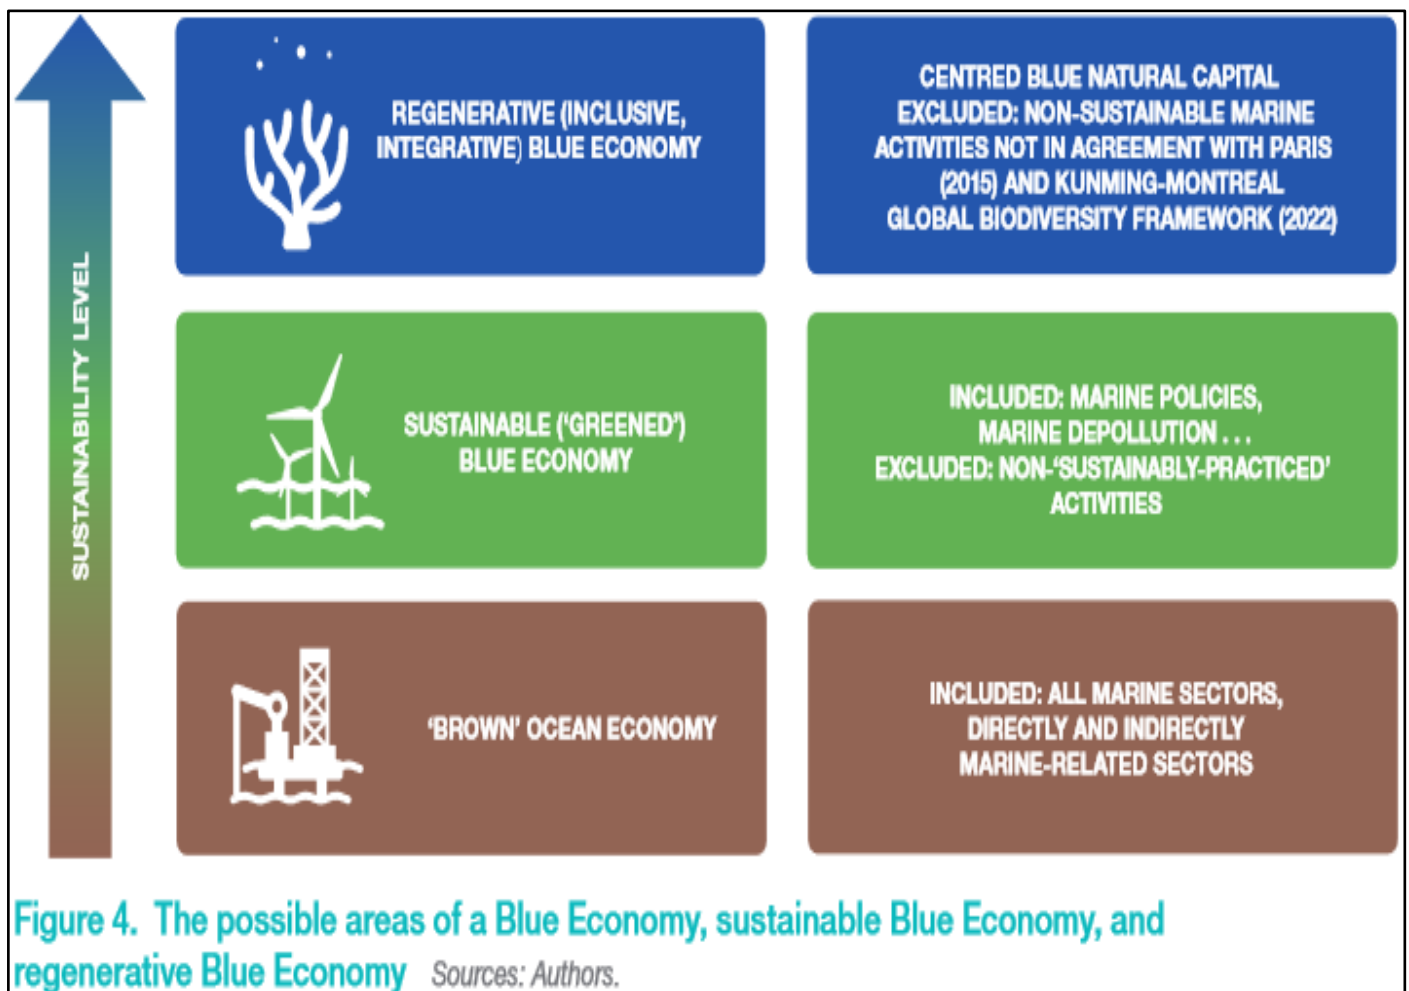 SUSTAINABILITY LEVEL
REGENERATIVE (INCLUSIVE,
INTEGRATIVE) BLUE ECONOMY
CENTRED BLUE NATURAL CAPITAL
EXCLUDED: NON-SUSTAINABLE MARINE
ACTIVITIES NOT IN AGREEMENT WITH PARIS
(2015) AND KUNMING-MONTREAL
GLOBAL BIODIVERSITY FRAMEWORK (2022)
SUSTAINABLE (‘GREENED’)
BLUE ECONOMY
INCLUDED: MARINE POLICIES,
MARINE DEPOLLUTION . . .
EXCLUDED: NON-‘SUSTAINABLY-PRACTICED’
ACTIVITIES
‘BROWN’ OCEAN ECONOMY
INCLUDED: ALL MARINE SECTORS,
DIRECTLY AND INDIRECTLY
MARINE-RELATED SECTORS
Figure 4. The possible areas of a Blue Economy, sustainable Blue Economy, and
regenerative Blue Economy Sources: Authors.